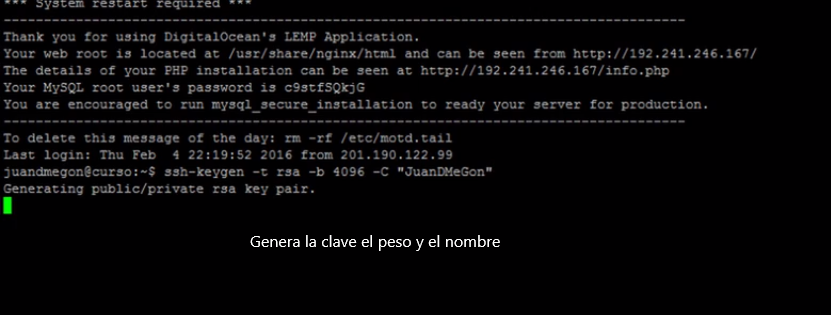 *** System restart required ***
-------------------------------------------------------------------------------------
Thank you for using DigitalOcean's LEMP Application.
Your web root is located at /usr/share/nginx/html and can be seen from http://192.241.246.167/
The details of your PHP installation can be seen at http://192.241.246.167/info.php
Your MySQL root user's password is c9stfSQkjG
You are encouraged to run mysql_secure_installation to ready your server for production.
-------------------------------------------------------------------------------------
To delete this message of the day: rm -rf /etc/motd.tail
Last login: Thu Feb  4 22:19:52 2016 from 201.190.122.99
juandmegon@curso:~$ ssh-keygen -t rsa -b 4096 -C "JuanDMeGon"
Generating public/private rsa key pair.
Genera la clave el peso y el nombre